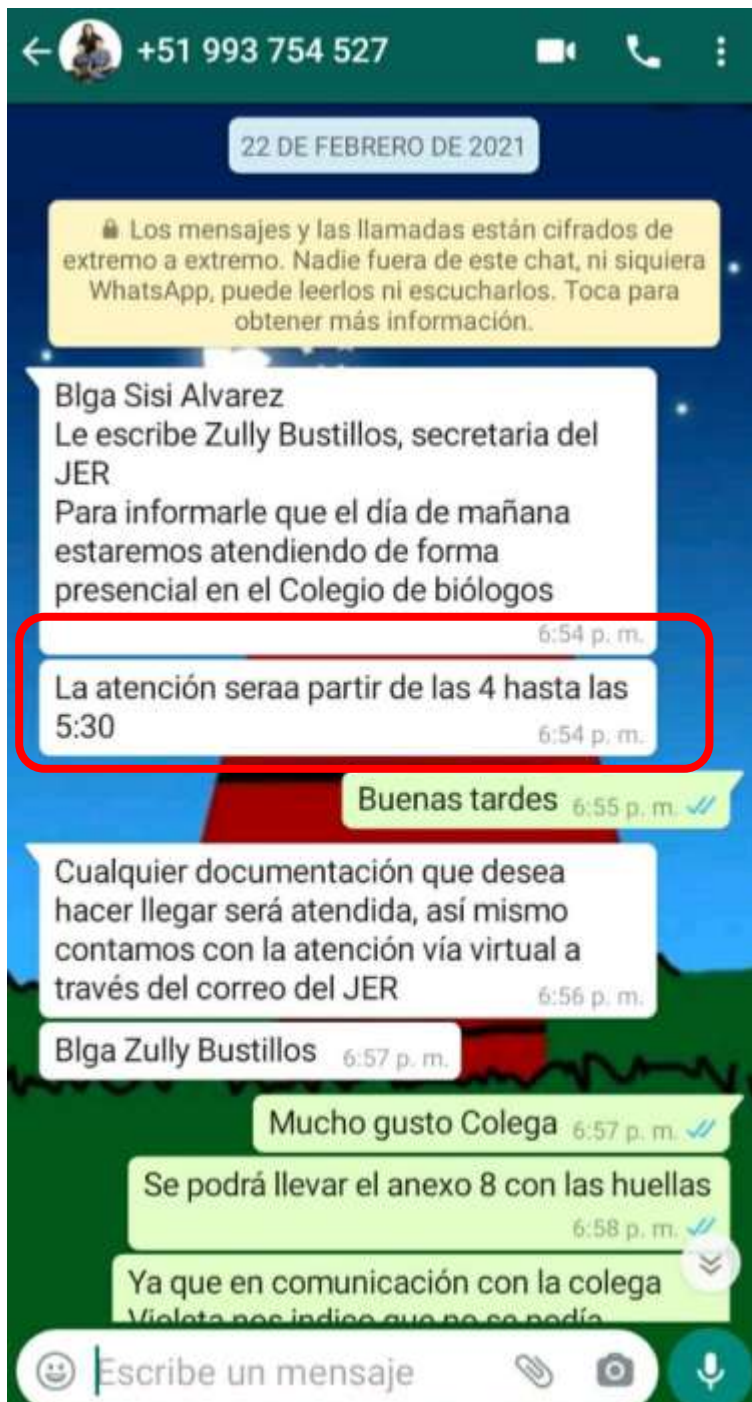 +51 993 754 527
22 DE FEBRERO DE 2021
Los mensajes y las llamadas están cifrados de
extremo a extremo. Nadie fuera de este chat, ni siquiera
WhatsApp, puede leerlos ni escucharlos. Toca para
obtener más información.
Blga Sisi Alvarez
Le escribe Zully Bustillos, secretaria del
JER
Para informarle que el día de mañana
estaremos atendiendo de forma
presencial en el Colegio de biólogos
6:54 p. m.
La atención seraa partir de las 4 hasta las
5:30 6:54 p. m.
Buenas tardes 6:55 p. m.
Cualquier documentación que desea
hacer llegar será atendida, así mismo
contamos con la atención vía virtual a
través del correo del JER 6:56 p. m.
Blga Zully Bustillos 6:57 p. m.
Mucho gusto Colega 6:57 p. m.
Se podrá llevar el anexo 8 con las huellas
6:58 p. m.
Ya que en comunicación con la colega
Violeta nos indico que no se podía
Escribe un mensaje